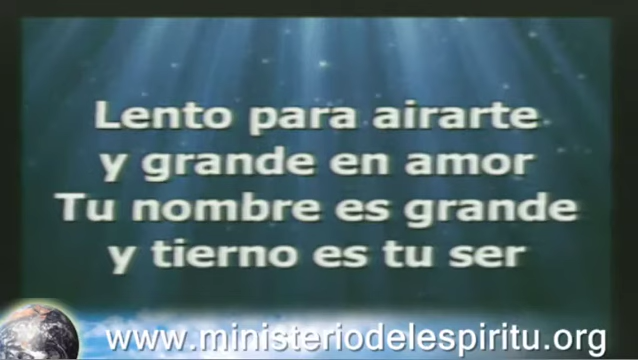 Lento para airarte
y grande en amor
Tu nombre es grande
y tierno es tu ser
www.ministeriodelespiritu.org